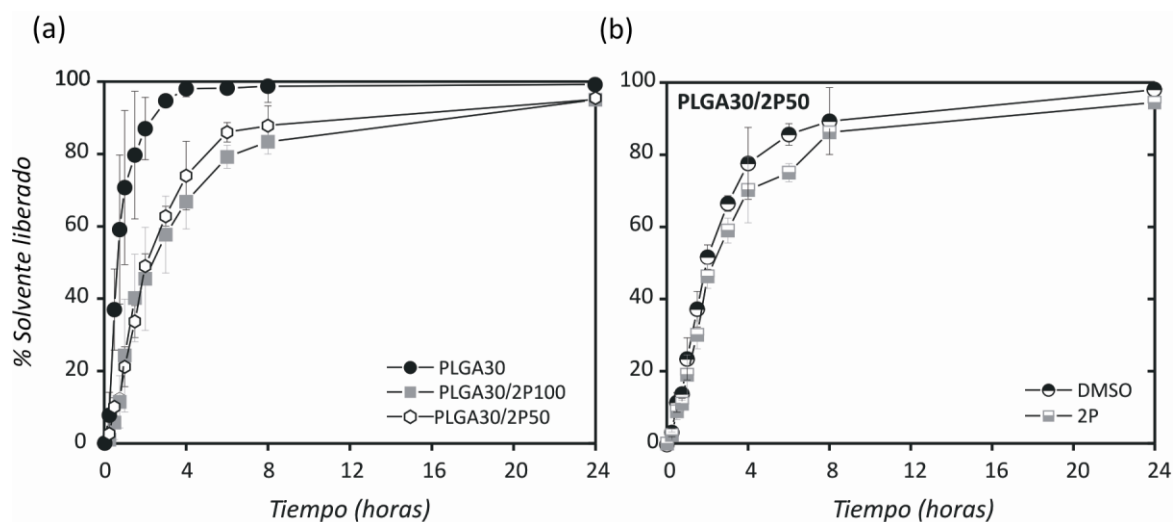 (a)
(b)
% Solvente liberado
100
80
60
40
20
0
PLGA30
PLGA30/2P100
PLGA30/2P50
0 4 8 12 16 20 24
Tiempo (horas)
PLGA30/2P50
100
80
60
40
20
0
DMSO
2P
0 4 8 12 16 20 24
Tiempo (horas)